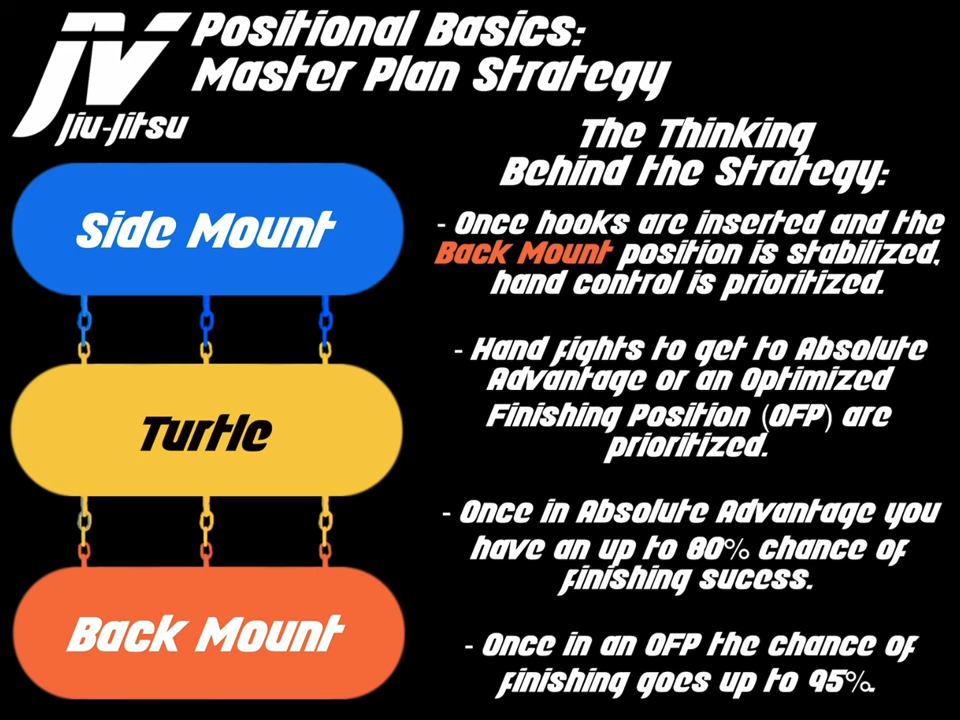 JV
Jiu-Jitsu
Positional Basics:
Master Plan Strategy
Side Mount
Turtle
Back Mount
The Thinking
Behind the Strategy:
- Once hooks are inserted and the
Back Mount position is stabilized,
hand control is prioritized.
- Hand fights to get to Absolute
Advantage or an Optimized
Finishing Position (OFP) are
prioritized.
- Once in Absolute Advantage you
have an up to 80% chance of
finishing sucess.
- Once in an OFP the chance of
finishing goes up to 95%.